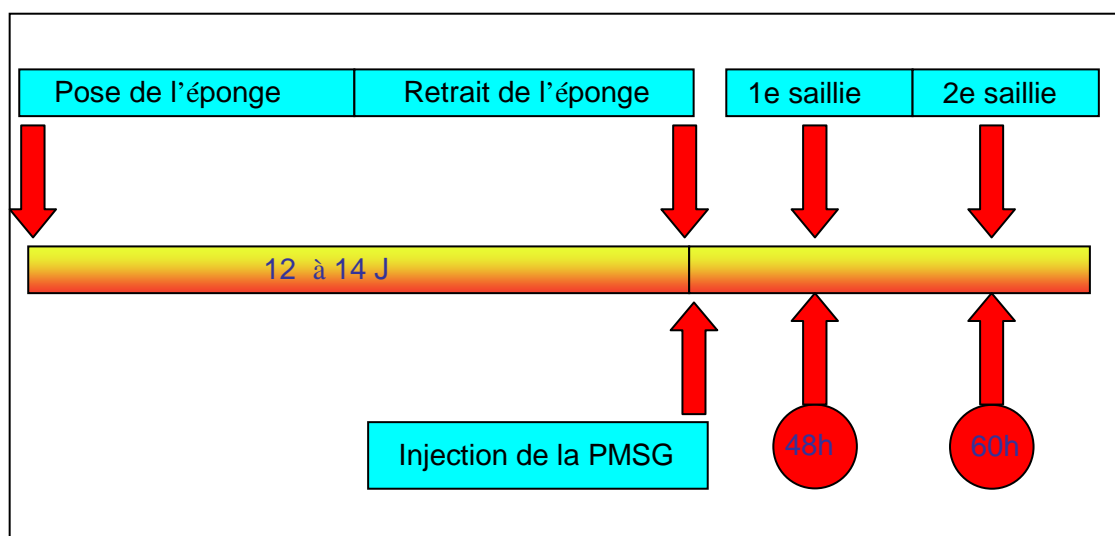 Pose de l'éponge
Retrait de l'éponge
1e saillie
2e saillie
12 à 14 J
Injection de la PMSG
48h
60h